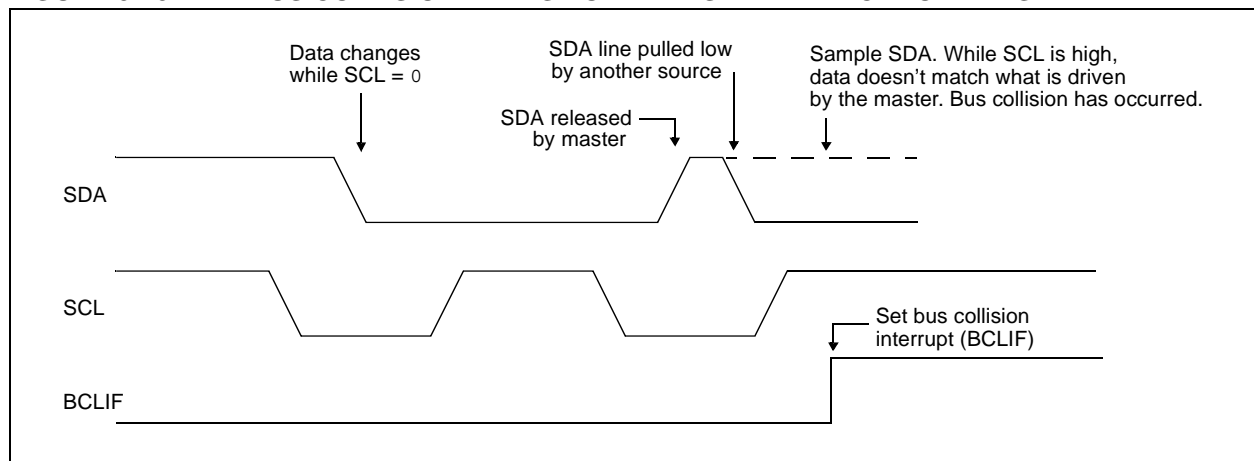 Data changes
while SCL = 0
SDA line pulled low
by another source
Sample SDA. While SCL is high,
data doesn't match what is driven
by the master. Bus collision has occurred.
SDA released
by master
SDA
SCL
Set bus collision
interrupt (BCLIF)
BCLIF